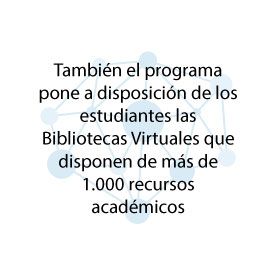 También el programa
pone a disposición de los
estudiantes las
Bibliotecas Virtuales que
disponen de más de
1.000 recursos
académicos